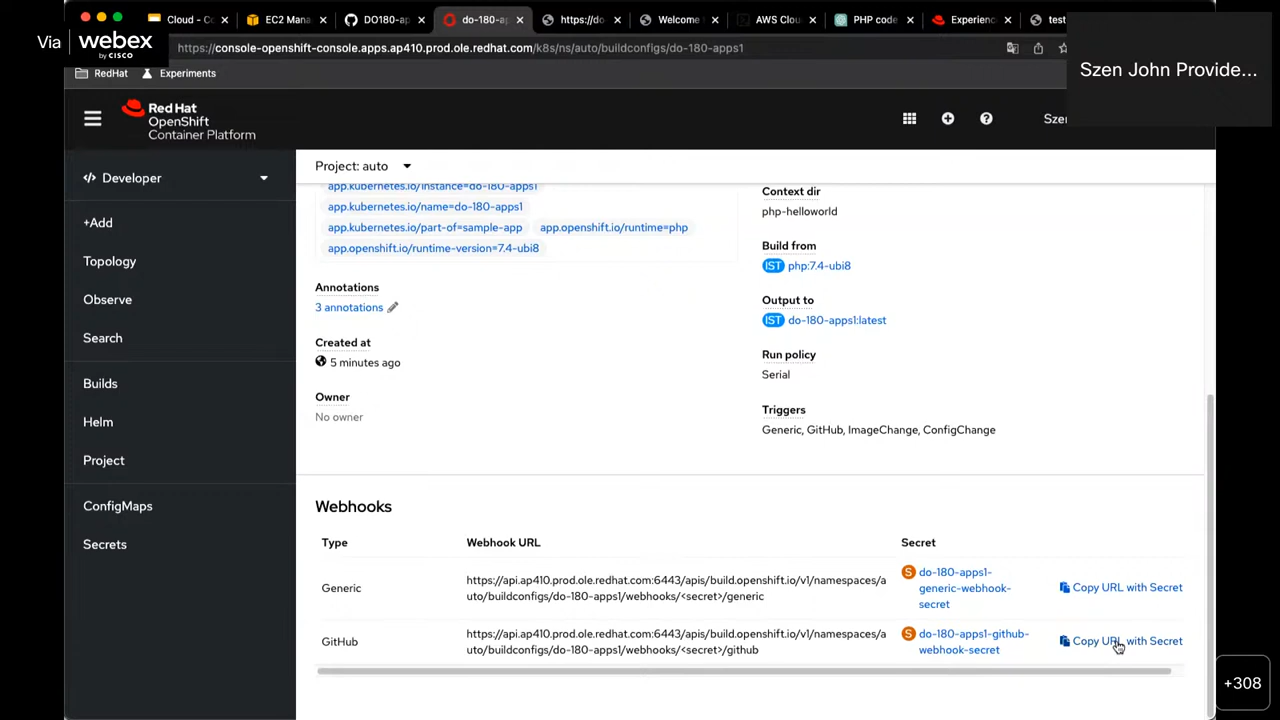 Via webex
by CISCO
Cloud - C
EC2 Mana
DO180-ap
do-180-ap
https://do
Welcome
AWS Clou
PHP code
Experienc
test
https://console-openshift-console.apps.ap410.prod.ole.redhat.com/k8s/ns/auto/buildconfigs/do-180-apps1
Szen John Provide...
RedHat
Experiments
Red Hat
OpenShift
Container Platform
Szer
Developer
+Add
Topology
Observe
Search
Builds
Helm
Project
ConfigMaps
Secrets
Project: auto
app.kubernetes.io/instance=do-180-apps1
app.kubernetes.io/name=do-180-apps1
app.kubernetes.io/part-of=sample-app
app.openshift.io/runtime=php
app.openshift.io/runtime-version=7.4-ubi8
Annotations
3 annotations
Created at
5 minutes ago
Owner
No owner
Context dir
php-helloworld
Build from
IST php:7.4-ubi8
Output to
IST do-180-apps1:latest
Run policy
Serial
Triggers
Generic, GitHub, ImageChange, ConfigChange
Webhooks
Type
Webhook URL
Secret
Generic
https://api.ap410.prod.ole.redhat.com:6443/apis/build.openshift.io/v1/namespaces/a
uto/buildconfigs/do-180-apps1/webhooks/<secret>/generic
S do-180-apps1-
generic-webhook-
secret
Copy URL with Secret
GitHub
https://api.ap410.prod.ole.redhat.com:6443/apis/build.openshift.io/v1/namespaces/a
uto/buildconfigs/do-180-apps1/webhooks/<secret>/github
S do-180-apps1-github-
webhook-secret
Copy URL with Secret
+308